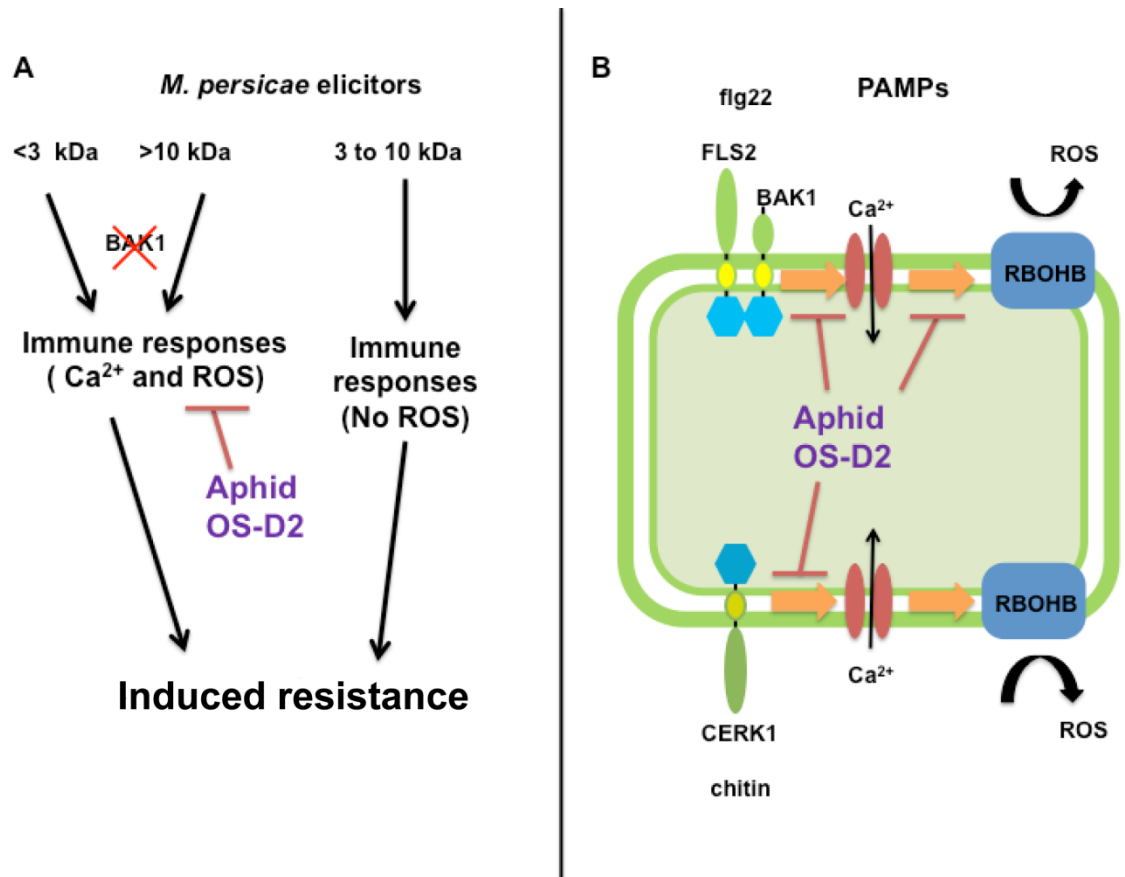 A
M. persicae elicitors
<3 kDa
>10 kDa
3 to 10 kDa
BAK1
Immune responses
( Ca²⁺ and ROS)
Immune
responses
(No ROS)
Aphid
OS-D2
Induced resistance
B
PAMPs
flg22
FLS2
BAK1
Ca²⁺
ROS
RBOHB
Aphid
OS-D2
RBOHB
Ca²⁺
ROS
CERK1
chitin